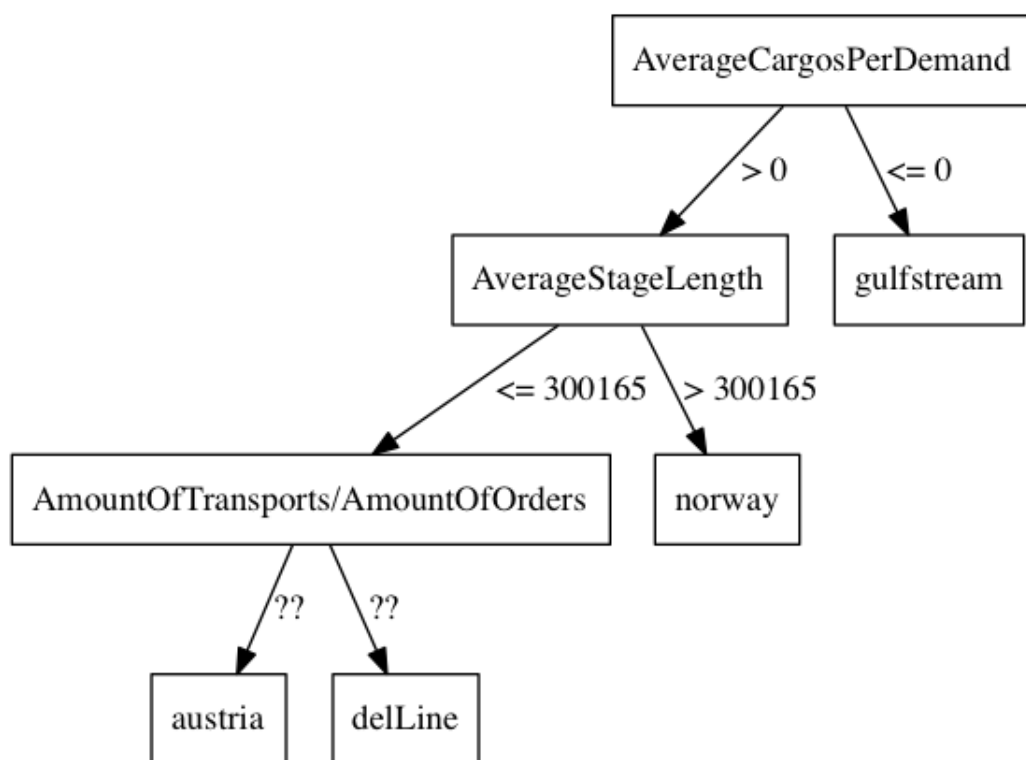 AverageCargosPerDemand
> 0
<= 0
AverageStageLength
gulfstream
<= 300165
> 300165
AmountOfTransports/AmountOfOrders
norway
??
??
austria
delLine